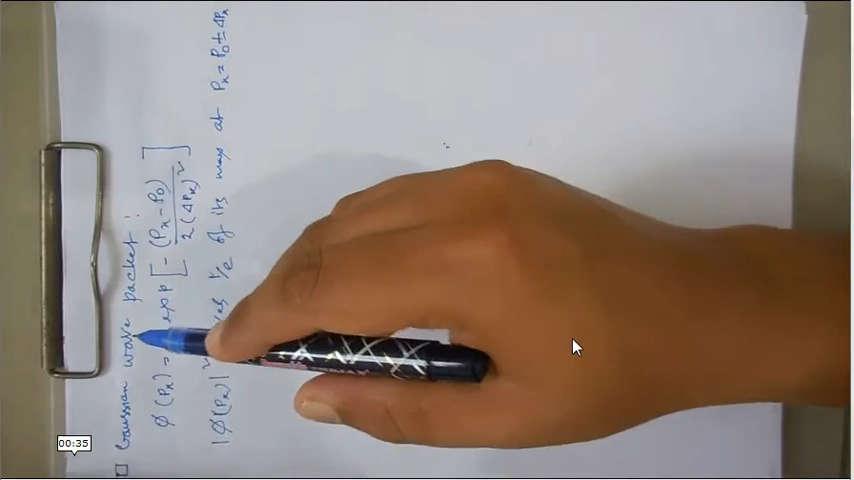 □ Gaussian wave packet:
φ(Px) = exp [ - (Px - P0) / 2 (ΔPx)² ]
|φ(Px)|² 1/e of its max at Px = P0 ± ΔPx
00:35